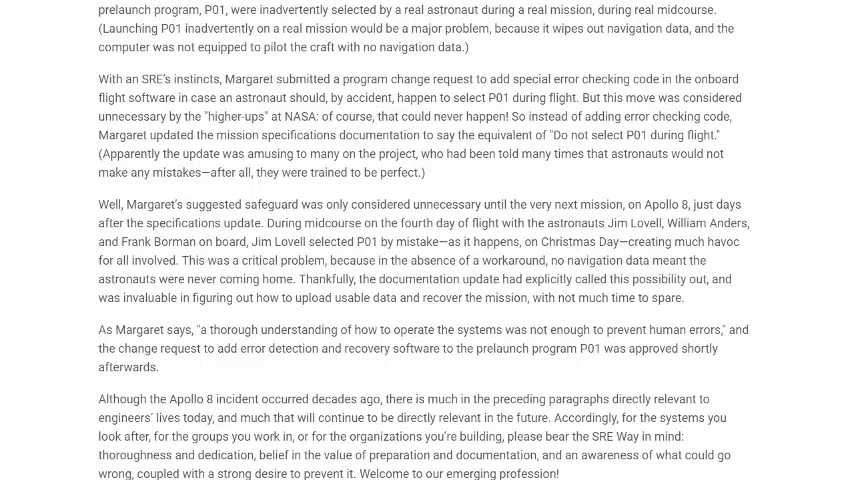 prelaunch program, P01, were inadvertently selected by a real astronaut during a real mission, during real midcourse.
(Launching P01 inadvertently on a real mission would be a major problem, because it wipes out navigation data, and the
computer was not equipped to pilot the craft with no navigation data.)
With an SRE's instincts, Margaret submitted a program change request to add special error checking code in the onboard
flight software in case an astronaut should, by accident, happen to select P01 during flight. But this move was considered
unnecessary by the "higher-ups" at NASA: of course, that could never happen! So instead of adding error checking code,
Margaret updated the mission specifications documentation to say the equivalent of "Do not select P01 during flight."
(Apparently the update was amusing to many on the project, who had been told many times that astronauts would not
make any mistakes—after all, they were trained to be perfect.)
Well, Margaret's suggested safeguard was only considered unnecessary until the very next mission, on Apollo 8, just days
after the specifications update. During midcourse on the fourth day of flight with the astronauts Jim Lovell, William Anders,
and Frank Borman on board, Jim Lovell selected P01 by mistake—as it happens, on Christmas Day—creating much havoc
for all involved. This was a critical problem, because in the absence of a workaround, no navigation data meant the
astronauts were never coming home. Thankfully, the documentation update had explicitly called this possibility out, and
was invaluable in figuring out how to upload usable data and recover the mission, with not much time to spare.
As Margaret says, "a thorough understanding of how to operate the systems was not enough to prevent human errors," and
the change request to add error detection and recovery software to the prelaunch program P01 was approved shortly
afterwards.
Although the Apollo 8 incident occurred decades ago, there is much in the preceding paragraphs directly relevant to
engineers' lives today, and much that will continue to be directly relevant in the future. Accordingly, for the systems you
look after, for the groups you work in, or for the organizations you're building, please bear the SRE Way in mind:
thoroughness and dedication, belief in the value of preparation and documentation, and an awareness of what could go
wrong, coupled with a strong desire to prevent it. Welcome to our emerging profession!